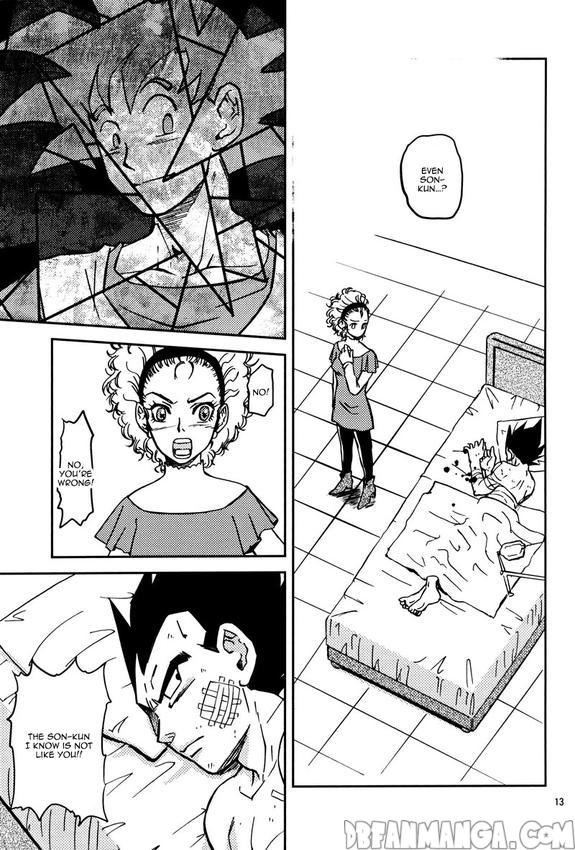 EVEN
SON-
KUN...?
NO!
NO,
YOU'RE
WRONG!
THE SON-KUN
I KNOW IS NOT
LIKE YOU!!
13
DBFANMANGA.COM